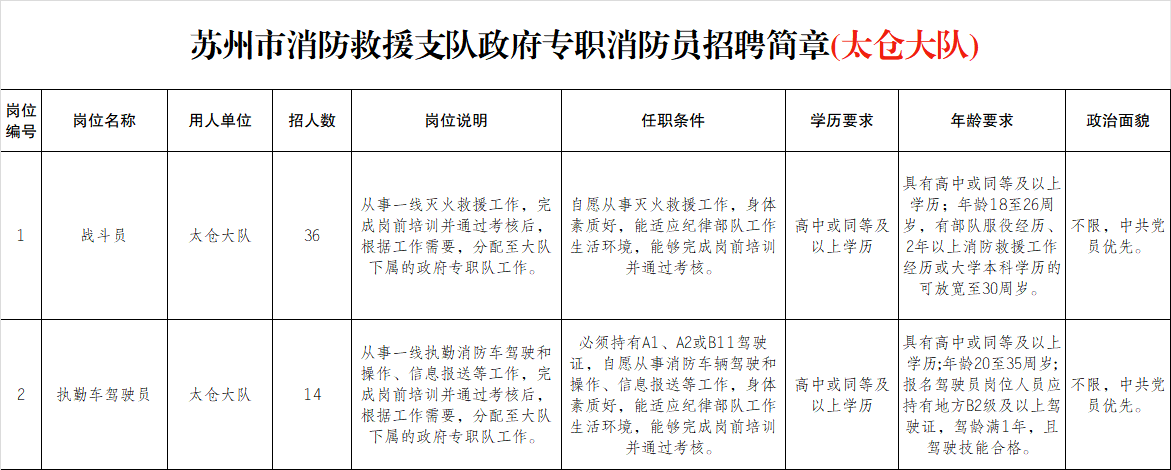 苏州市消防救援支队政府专职消防员招聘简章(太仓大队)
岗位
编号
岗位名称
用人单位
招人数
岗位说明
任职条件
学历要求
年龄要求
政治面貌
1
战斗员
太仓大队
36
从事一线灭火救援工作，完
成岗前培训并通过考核后，
根据工作需要，分配至大队
下属的政府专职队工作。
自愿从事灭火救援工作，身体
素质好，能适应纪律部队工作
生活环境，能够完成岗前培训
并通过考核。
高中或同等及
以上学历
具有高中或同等及以上
学历；年龄18至26周
岁，有部队服役经历、
2年以上消防救援工作
经历或大学本科学历的
可放宽至30周岁。
不限，中共党
员优先。
2
执勤车驾驶员
太仓大队
14
从事一线执勤消防车驾驶和
操作、信息报送等工作，完
成岗前培训并通过考核后，
根据工作需要，分配至大队
下属的政府专职队工作。
必须持有A1、A2或B11驾驶
证，自愿从事消防车辆驾驶和
操作、信息报送等工作，身体
素质好，能适应纪律部队工作
生活环境，能够完成岗前培训
并通过考核。
高中或同等及
以上学历
具有高中或同等及以上
学历;年龄20至35周岁;
报名驾驶员岗位人员应
持有地方B2级及以上驾
驶证，驾龄满1年，且
驾驶技能合格。
不限，中共党
员优先。